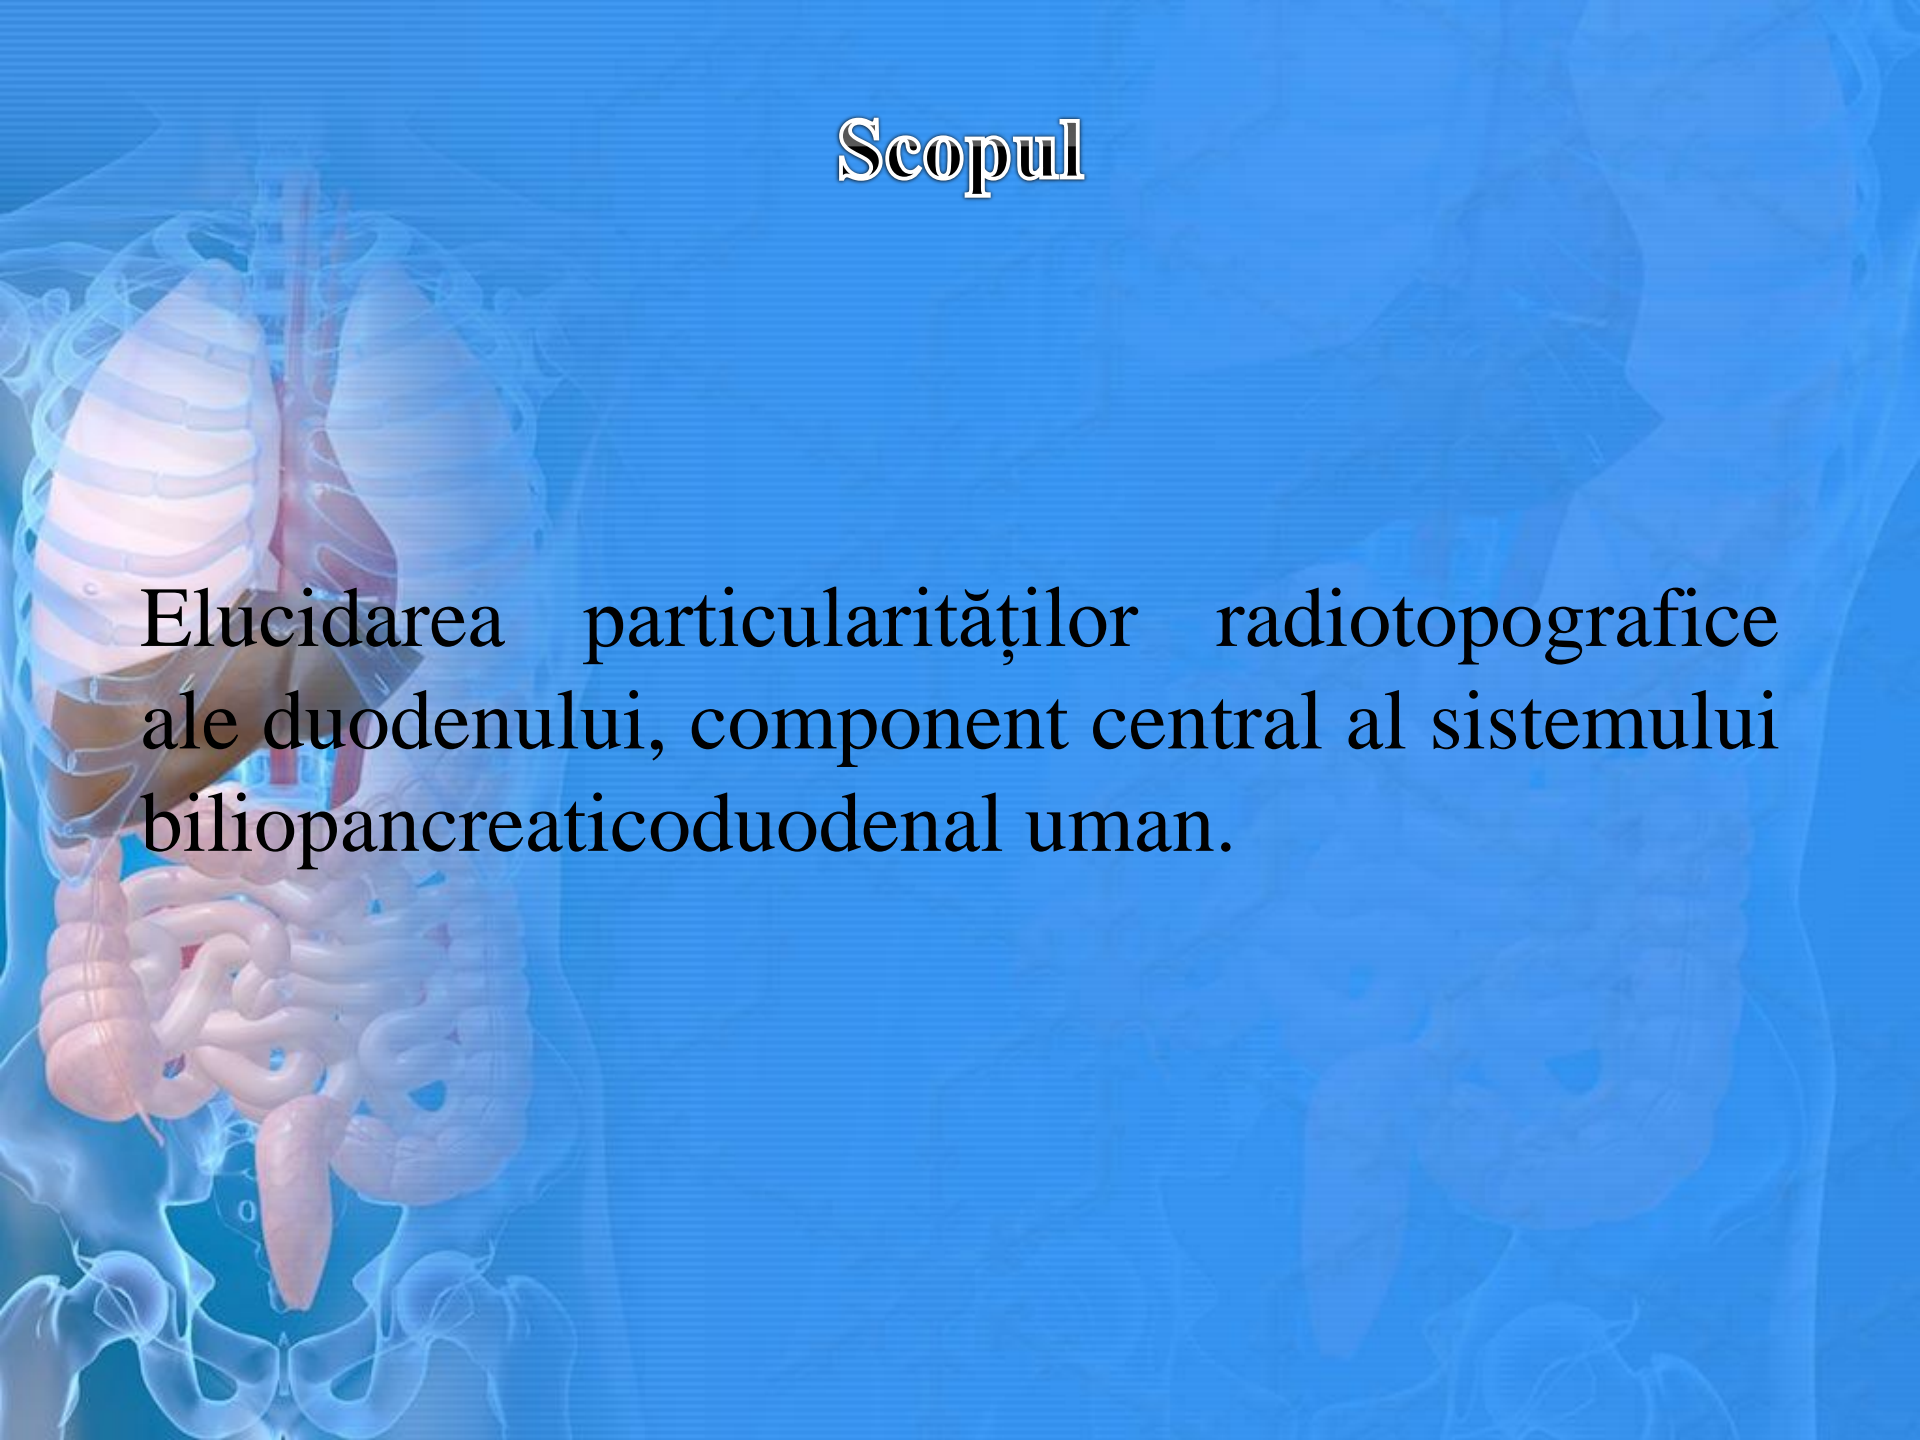 Scopul
Elucidarea particularităților radiotopografice
ale duodenului, component central al sistemului
biliopancreaticoduodenal uman.